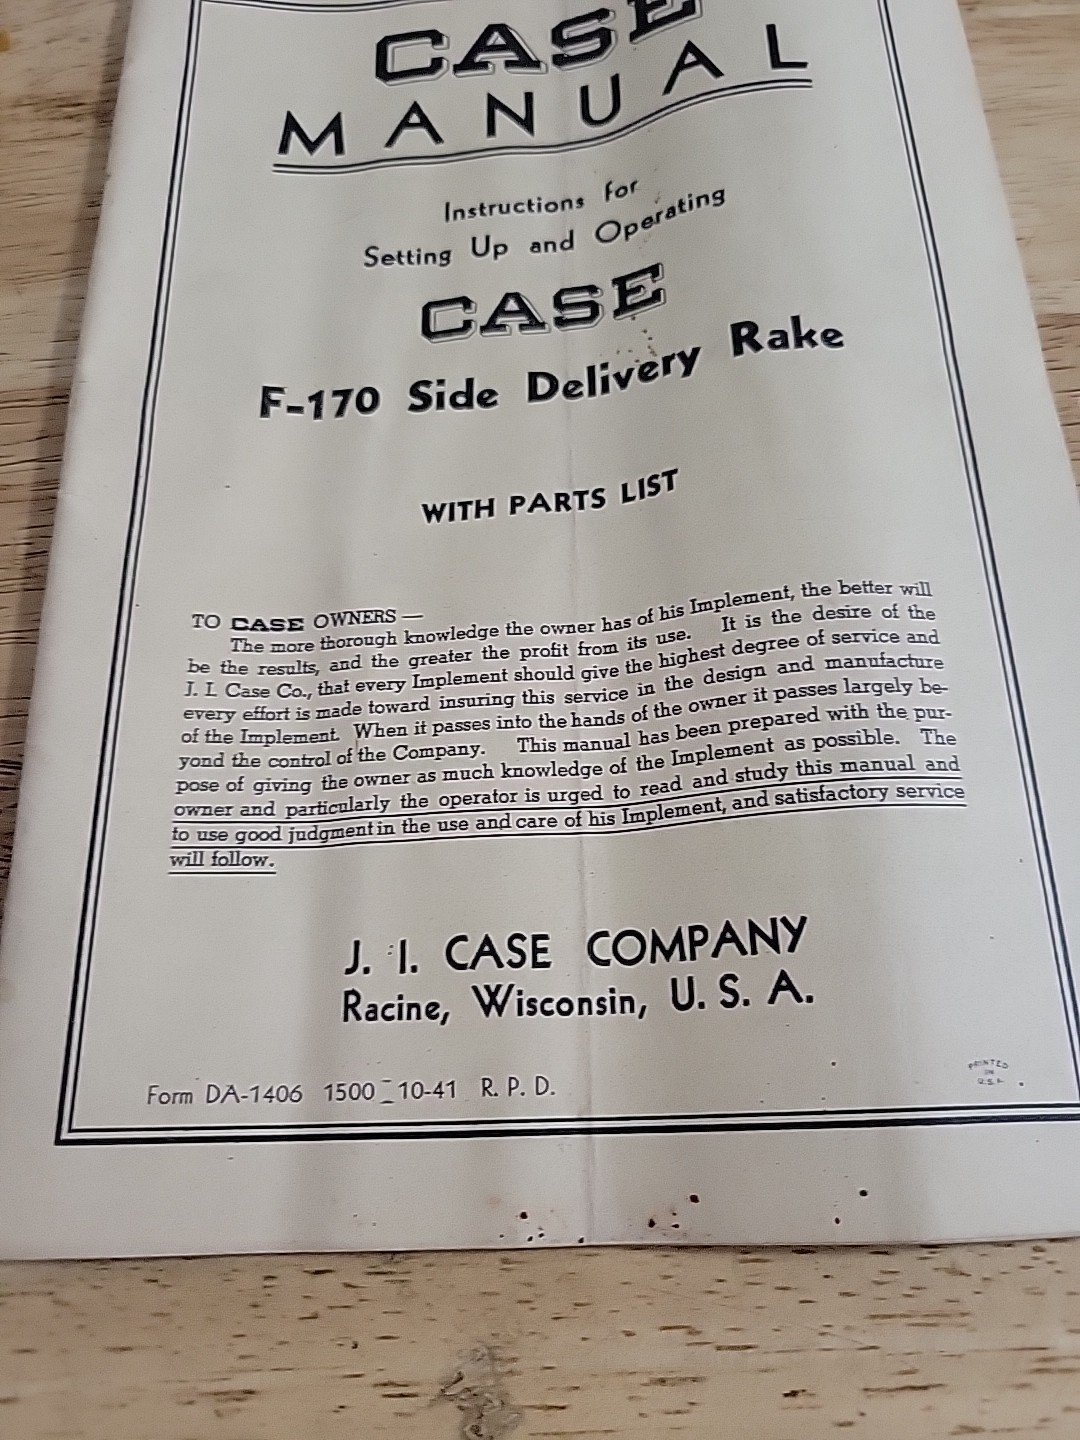 CASE
MANUAL
Instructions for
Setting Up and Operating
CASE
F-170 Side Delivery Rake
WITH PARTS LIST
TO CASE OWNERS —
The more thorough knowledge the owner has of his Implement, the better will
be the results, and the greater the profit from its use. It is the desire of the
J. I. Case Co., that every Implement should give the highest degree of service and
every effort is made toward insuring this service in the design and manufacture
of the Implement. When it passes into the hands of the owner it passes largely be-
yond the control of the Company. This manual has been prepared with the pur-
pose of giving the owner as much knowledge of the Implement as possible. The
owner and particularly the operator is urged to read and study this manual and
to use good judgment in the use and care of his Implement, and satisfactory service
will follow.
J. I. CASE COMPANY
Racine, Wisconsin, U. S. A.
Form DA-1406 1500 - 10-41 R. P. D.
PRINTED
IN
U.S.A.